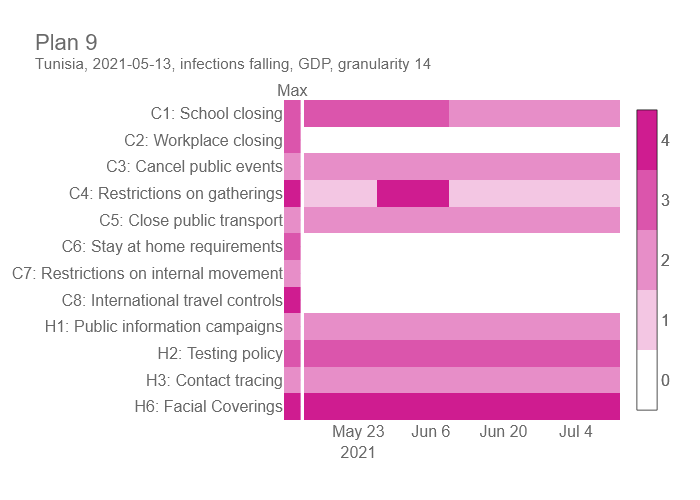 Plan 9
Tunisia, 2021-05-13, infections falling, GDP, granularity 14
Max
C1: School closing
C2: Workplace closing
C3: Cancel public events
C4: Restrictions on gatherings
C5: Close public transport
C6: Stay at home requirements
C7: Restrictions on internal movement
C8: International travel controls
H1: Public information campaigns
H2: Testing policy
H3: Contact tracing
H6: Facial Coverings
May 23 Jun 6 Jun 20 Jul 4
2021
4
3
2
1
0